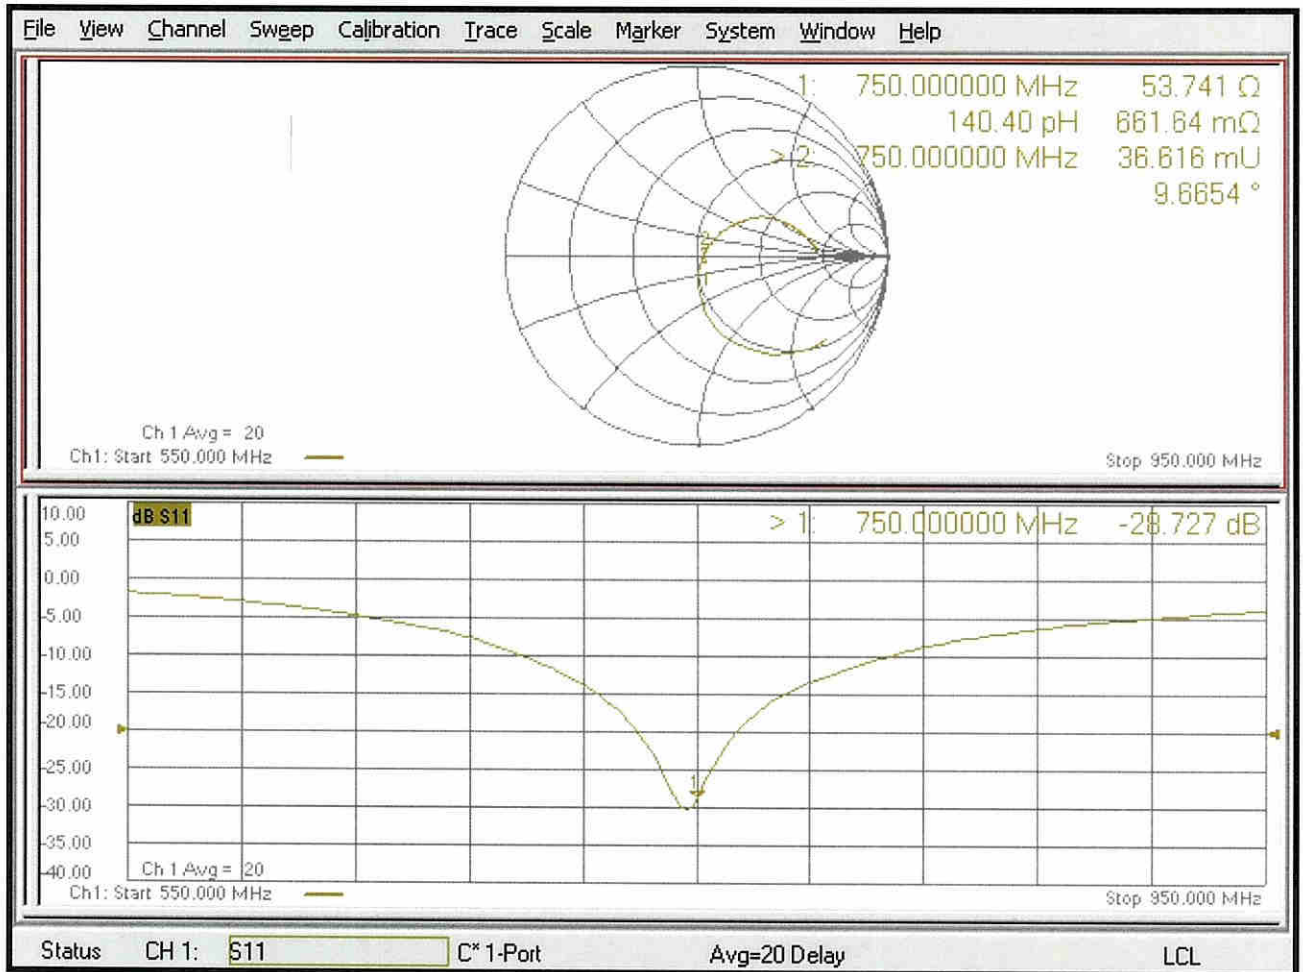 File View Channel Sweep Calibration Trace Scale Marker System Window Help
1: 750.000000 MHz 53.741 Ω
140.40 pH 661.64 mΩ
> 2: 750.000000 MHz 36.616 mU
9.6654 °
2
1
Ch 1 Avg = 20
Ch1: Start 550.000 MHz
Stop 950.000 MHz
10.00
dB S11
> 1: 750.000000 MHz -28.727 dB
5.00
0.00
-5.00
-10.00
-15.00
-20.00
-25.00
1
-30.00
-35.00
-40.00
Ch 1 Avg = 20
Ch1: Start 550.000 MHz
Stop 950.000 MHz
Status CH 1: S11 C* 1-Port Avg=20 Delay LCL